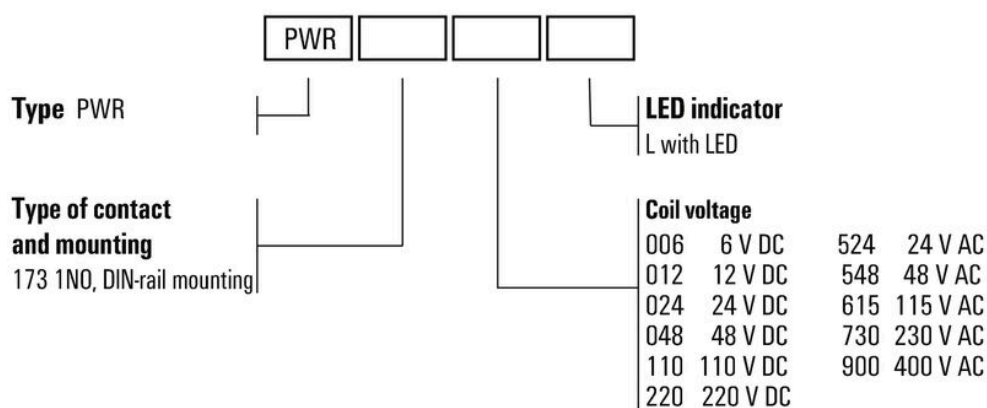 PWR
Type PWR
LED indicator
L with LED
Type of contact
and mounting
173 1NO, DIN-rail mounting
Coil voltage
006 6 V DC 524 24 V AC
012 12 V DC 548 48 V AC
024 24 V DC 615 115 V AC
048 48 V DC 730 230 V AC
110 110 V DC 900 400 V AC
220 220 V DC